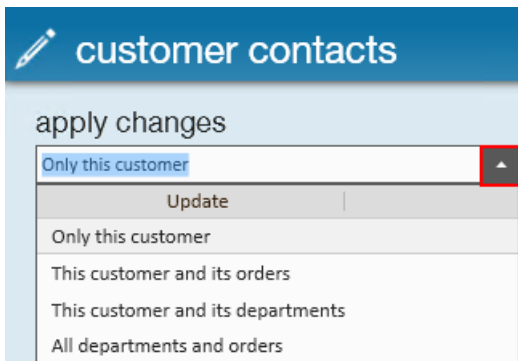 customer contacts
apply changes
Only this customer
Update
Only this customer
This customer and its orders
This customer and its departments
All departments and orders